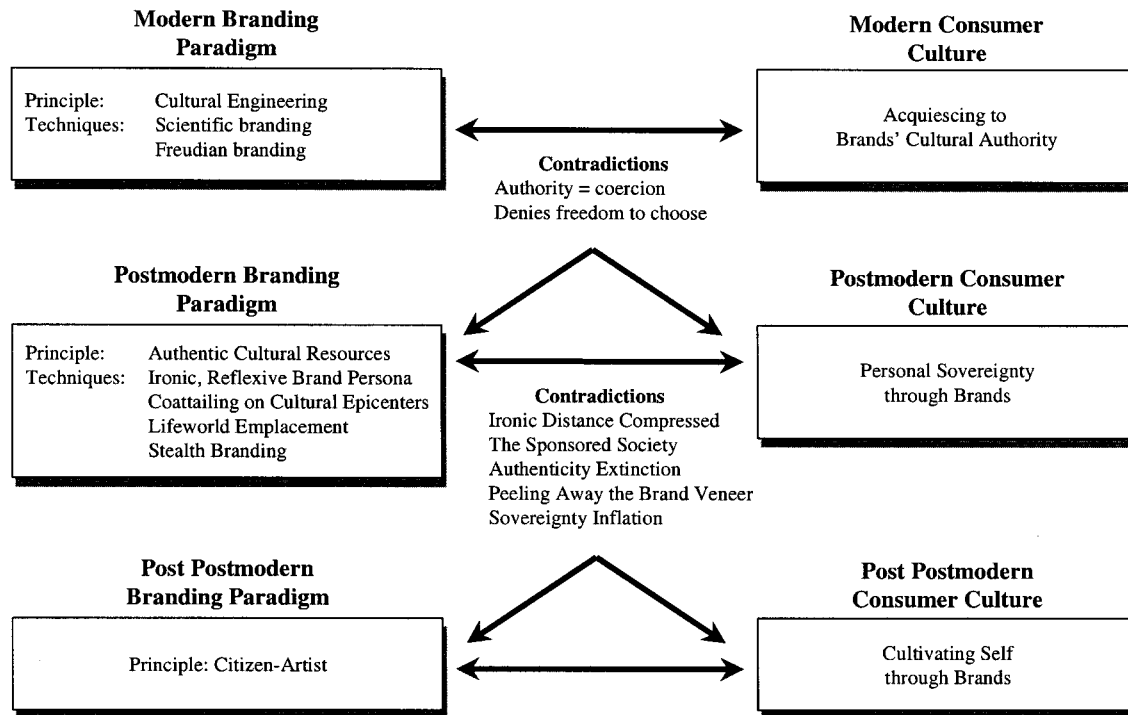 Modern Branding
Paradigm
Modern Consumer
Culture
Principle: Cultural Engineering
Techniques: Scientific branding
Freudian branding
Acquiescing to
Brands' Cultural Authority
Contradictions
Authority = coercion
Denies freedom to choose
Postmodern Branding
Paradigm
Postmodern Consumer
Culture
Principle: Authentic Cultural Resources
Techniques: Ironic, Reflexive Brand Persona
Coattailing on Cultural Epicenters
Lifeworld Emplacement
Stealth Branding
Personal Sovereignty
through Brands
Contradictions
Ironic Distance Compressed
The Sponsored Society
Authenticity Extinction
Peeling Away the Brand Veneer
Sovereignty Inflation
Post Postmodern
Branding Paradigm
Post Postmodern
Consumer Culture
Principle: Citizen-Artist
Cultivating Self
through Brands